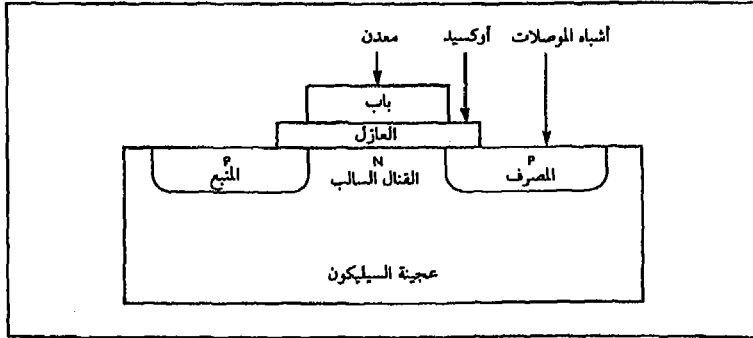 أشباه الموصلات
أوكسيد
معدن
باب
العازل
P
المصرف
N
القنال السالب
P
المنبع
عجينة السيليكون